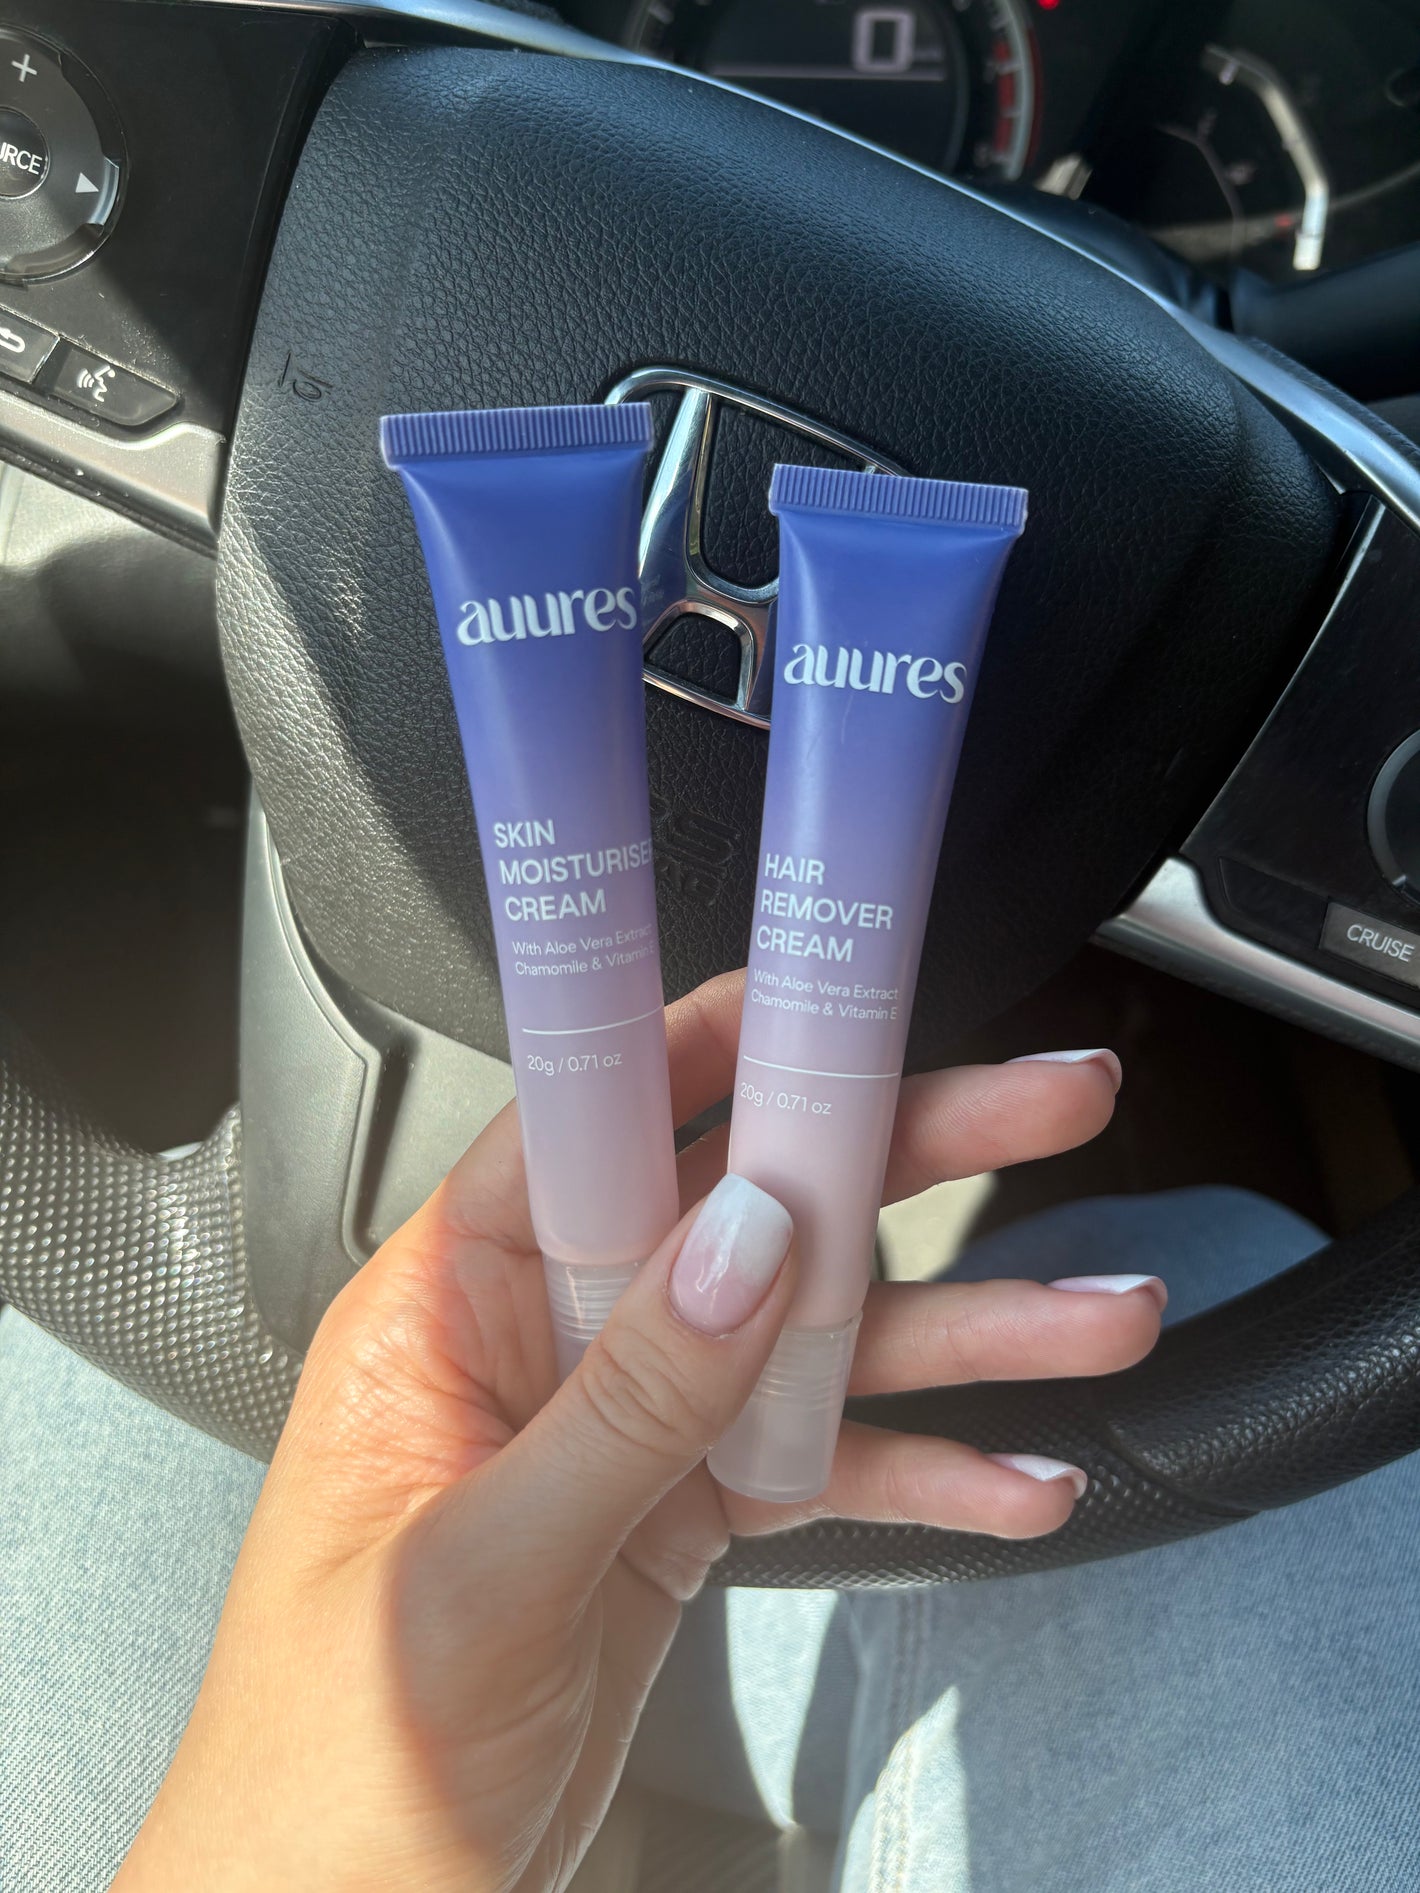 auures
SKIN
MOISTURISER
CREAM
With Aloe Vera Extract
Chamomile & Vitamin E
20g / 0.71 oz
auures
HAIR
REMOVER
CREAM
With Aloe Vera Extract
Chamomile & Vitamin E
20g / 0.71 oz
+
0
CRUISE